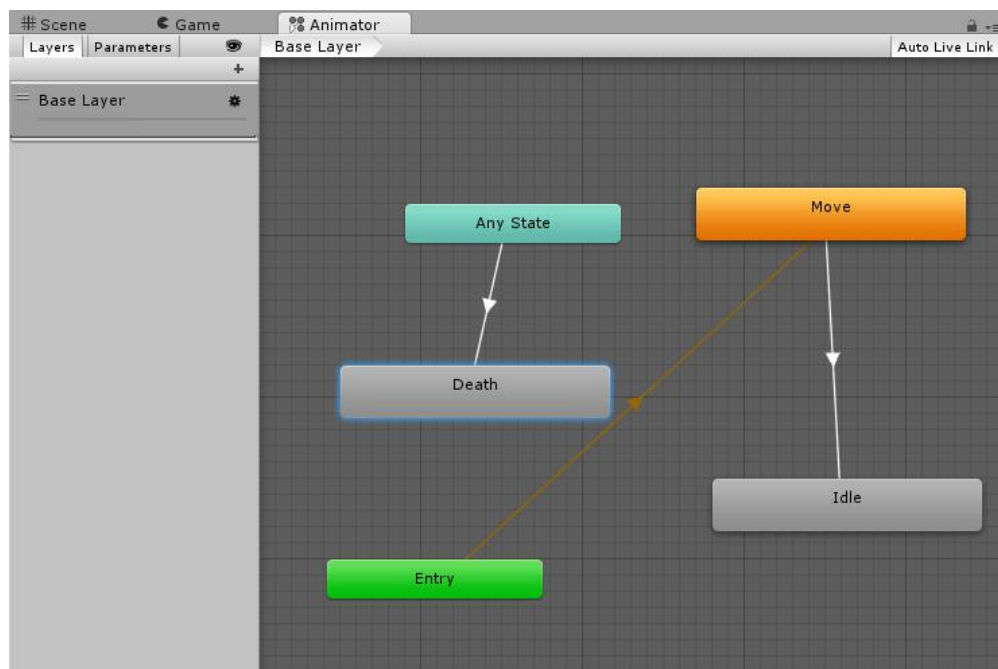 Scene Game Animator
Layers Parameters Base Layer Auto Live Link
Base Layer
Move
Any State
Death
Idle
Entry